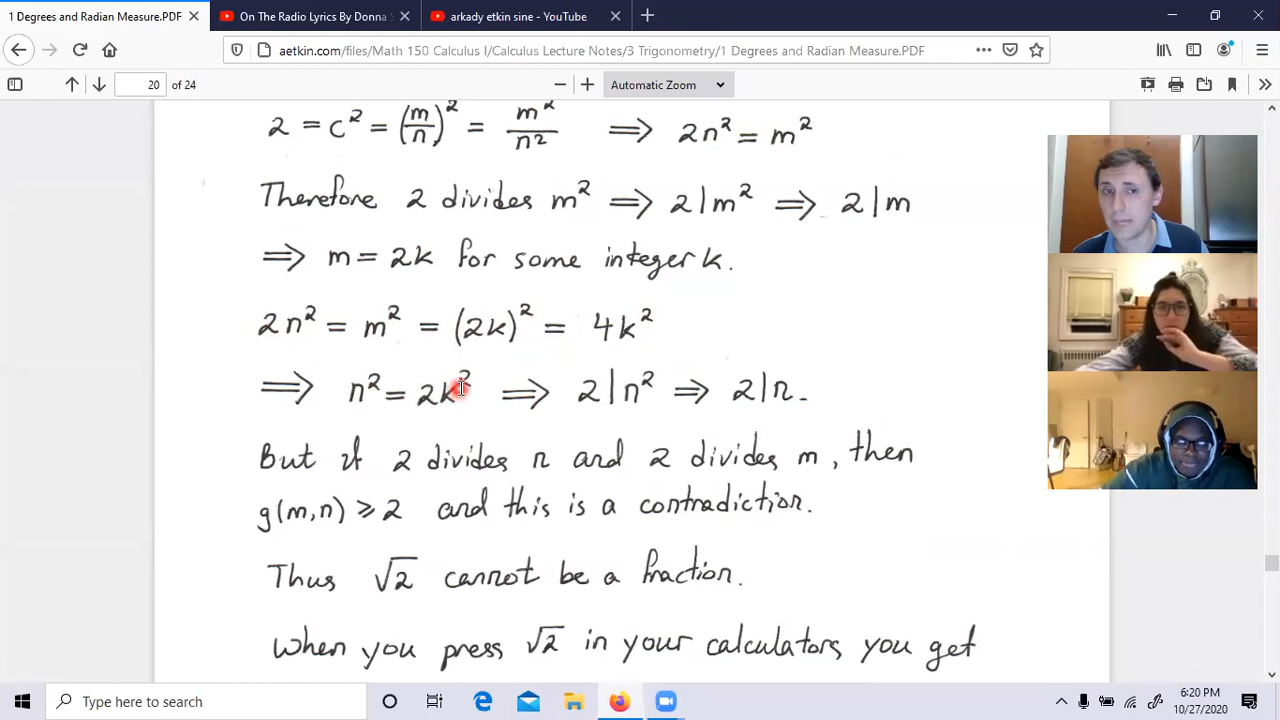 1 Degrees and Radian Measure.PDF
On The Radio Lyrics By Donna
arkady etkin sine - YouTube
aetkin.com/files/Math 150 Calculus I/Calculus Lecture Notes/3 Trigonometry/1 Degrees and Radian Measure.PDF
20 of 24
Automatic Zoom
2 = c² = (m/n)² = m²/n² ⟹ 2n² = m²
Therefore 2 divides m² ⟹ 2|m² ⟹ 2|m
⟹ m = 2k for some integer k.
2n² = m² = (2k)² = 4k²
⟹ n² = 2k² ⟹ 2|n² ⟹ 2|n.
But if 2 divides n and 2 divides m, then
g(m,n) ⩾ 2 and this is a contradiction.
Thus √2 cannot be a fraction.
When you press √2 in your calculators, you get
Type here to search
6:20 PM
10/27/2020